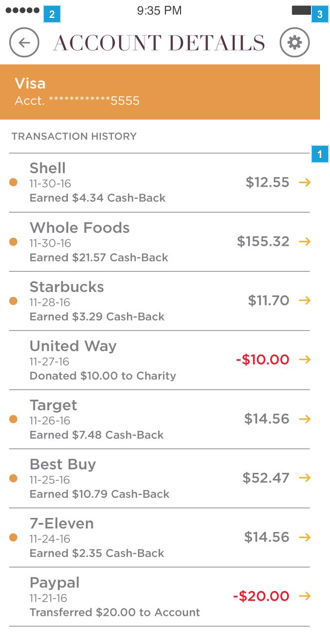 2
9:35 PM
3
ACCOUNT DETAILS
Visa
Acct. ************5555
TRANSACTION HISTORY
1
Shell
11-30-16
$12.55
Earned $4.34 Cash-Back
Whole Foods
11-30-16
$155.32
Earned $21.57 Cash-Back
Starbucks
11-28-16
$11.70
Earned $3.29 Cash-Back
United Way
11-27-16
-$10.00
Donated $10.00 to Charity
Target
11-26-16
$14.56
Earned $7.48 Cash-Back
Best Buy
11-25-16
$52.47
Earned $10.79 Cash-Back
7-Eleven
11-24-16
$14.56
Earned $2.35 Cash-Back
Paypal
11-21-16
-$20.00
Transferred $20.00 to Account